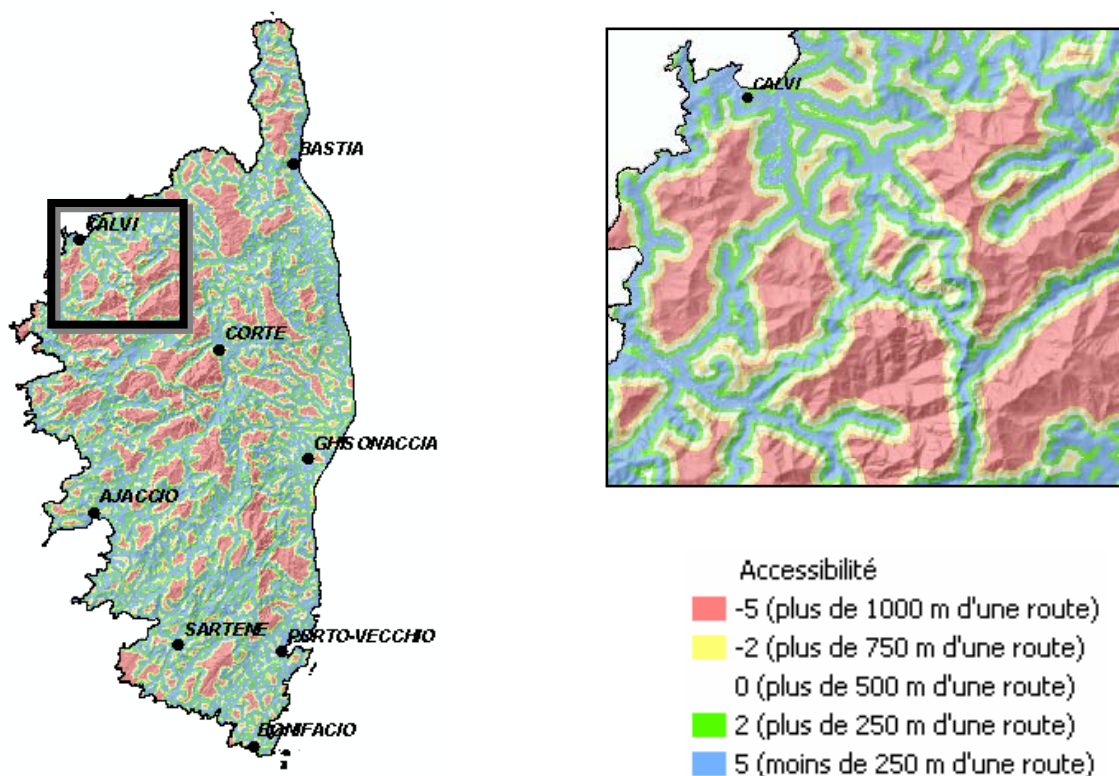 BASTIA
CALVI
CORTE
GHISONACCIA
AJACCIO
SARTENE
PORTO-VECCHIO
BONIFACIO
CALVI
Accessibilité
-5 (plus de 1000 m d'une route)
-2 (plus de 750 m d'une route)
0 (plus de 500 m d'une route)
2 (plus de 250 m d'une route)
5 (moins de 250 m d'une route)